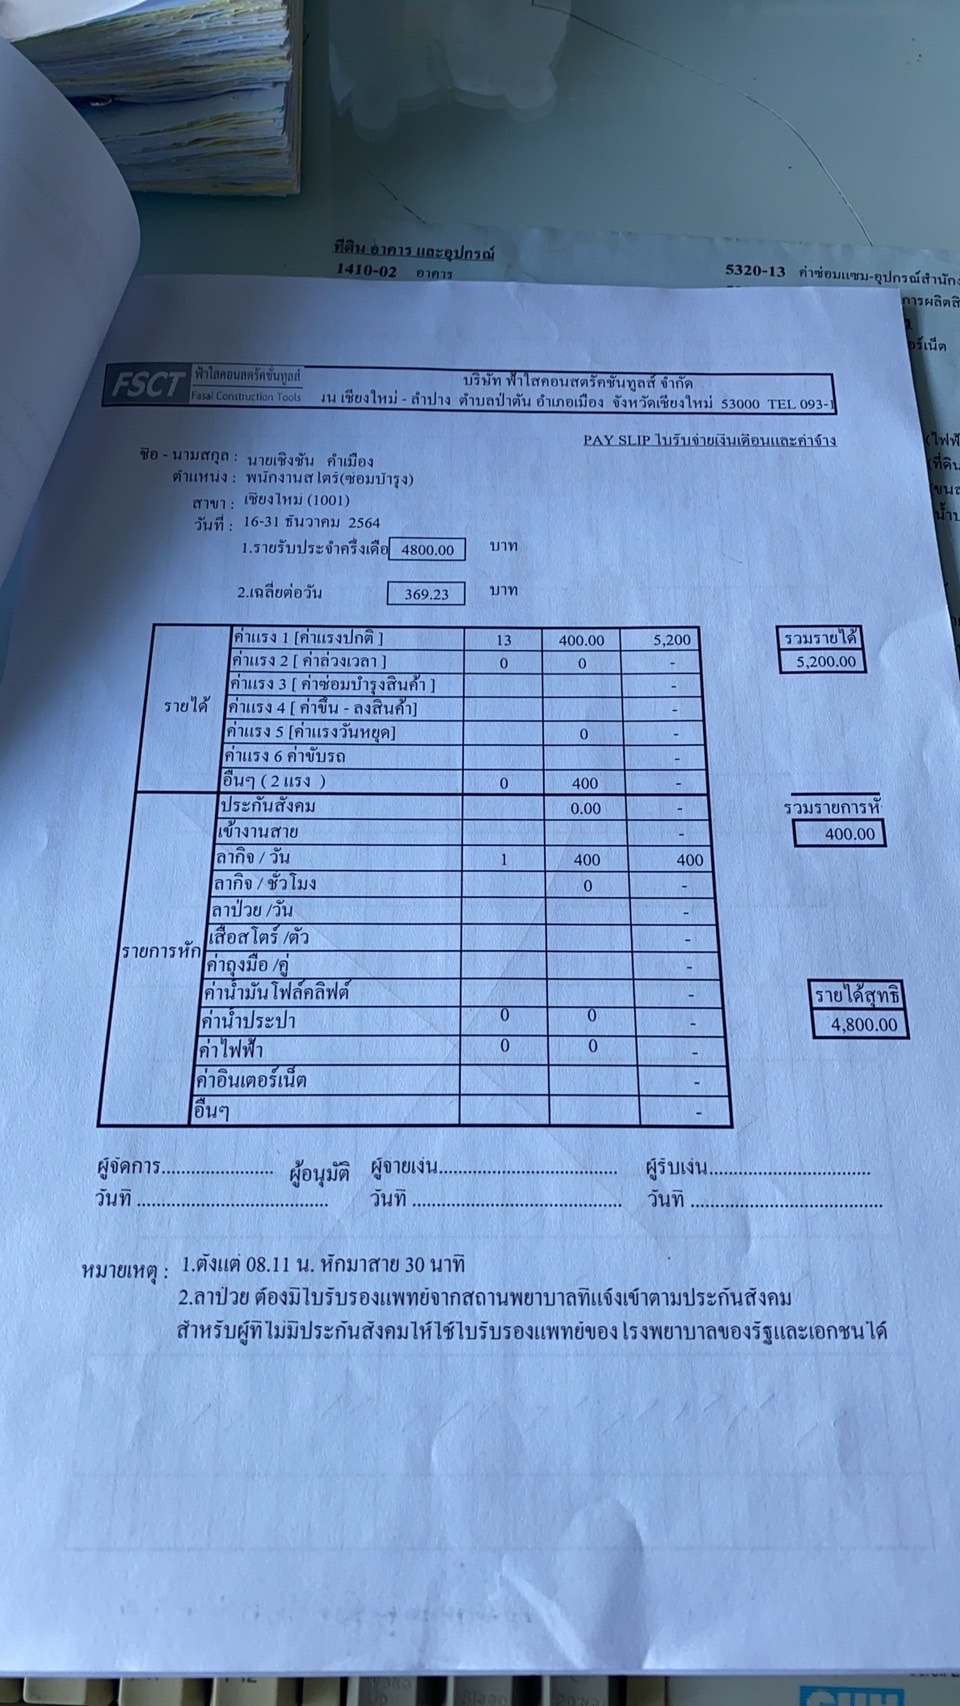 ที่ดิน อาคาร และอุปกรณ์
1410-02 อาคาร
5320-13 ค่าซ่อมแซม-อุปกรณ์สำนักง
การผลิตสิ
อร์เน็ต
FSCT
ฟ้าใสคอนสตรัคชั่นทูลส์
Fasai Construction Tools
บริษัท ฟ้าใสคอนสตรัคชันทูลส์ จำกัด
เชียงใหม่ - ลำปาง ตำบลป่าตัน อำเภอเมือง จังหวัดเชียงใหม่ 53000 TEL 093-1
PAY SLIP ใบรับจ่ายเงินเดือนและค่าจ้าง
ชื่อ - นามสกุล : นายเชิงชัน คำเมือง
ตำแหน่ง : พนักงานสโตร์(ซ่อมบำรุง)
สาขา : เชียงใหม่ (1001)
วันที่ : 16-31 ธันวาคม 2564
1.รายรับประจำครึ่งเดือ 4800.00 บาท
2.เฉลี่ยต่อวัน 369.23 บาท
รายได้
ค่าแรง 1 [ค่าแรงปกติ ] 13 400.00 5,200
ค่าแรง 2 [ ค่าล่วงเวลา ] 0 0 -
ค่าแรง 3 [ ค่าซ่อมบำรุงสินค้า ] -
ค่าแรง 4 [ ค่าขึ้น - ลงสินค้า] -
ค่าแรง 5 [ค่าแรงวันหยุด] 0 -
ค่าแรง 6 ค่าขับรถ -
อื่นๆ ( 2 แรง ) 0 400 -
รวมรายได้
5,200.00
รายการหัก
ประกันสังคม 0.00 -
เข้างานสาย -
ลากิจ / วัน 1 400 400
ลากิจ / ชั่วโมง 0 -
ลาป่วย /วัน -
เสื้อสโตร์ /ตัว -
ค่าถุงมือ /คู่ -
ค่าน้ำมันโฟล์คลิฟต์ -
ค่าน้ำประปา 0 0 -
ค่าไฟฟ้า 0 0 -
ค่าอินเตอร์เน็ต -
อื่นๆ -
รวมรายการหั
400.00
รายได้สุทธิ
4,800.00
ผู้จัดการ....................... ผู้อนุมัติ ผู้จ่ายเงิน..................................... ผู้รับเงิน.................................
วันที่ ....................................... วันที่ ........................................... วันที่ .......................................
หมายเหตุ : 1.ตั้งแต่ 08.11 น. หักมาสาย 30 นาที
2.ลาป่วย ต้องมีใบรับรองแพทย์จากสถานพยาบาลที่แจ้งเข้าตามประกันสังคม
สำหรับผู้ที่ไม่มีประกันสังคมให้ใช้ใบรับรองแพทย์ของโรงพยาบาลของรัฐและเอกชนได้